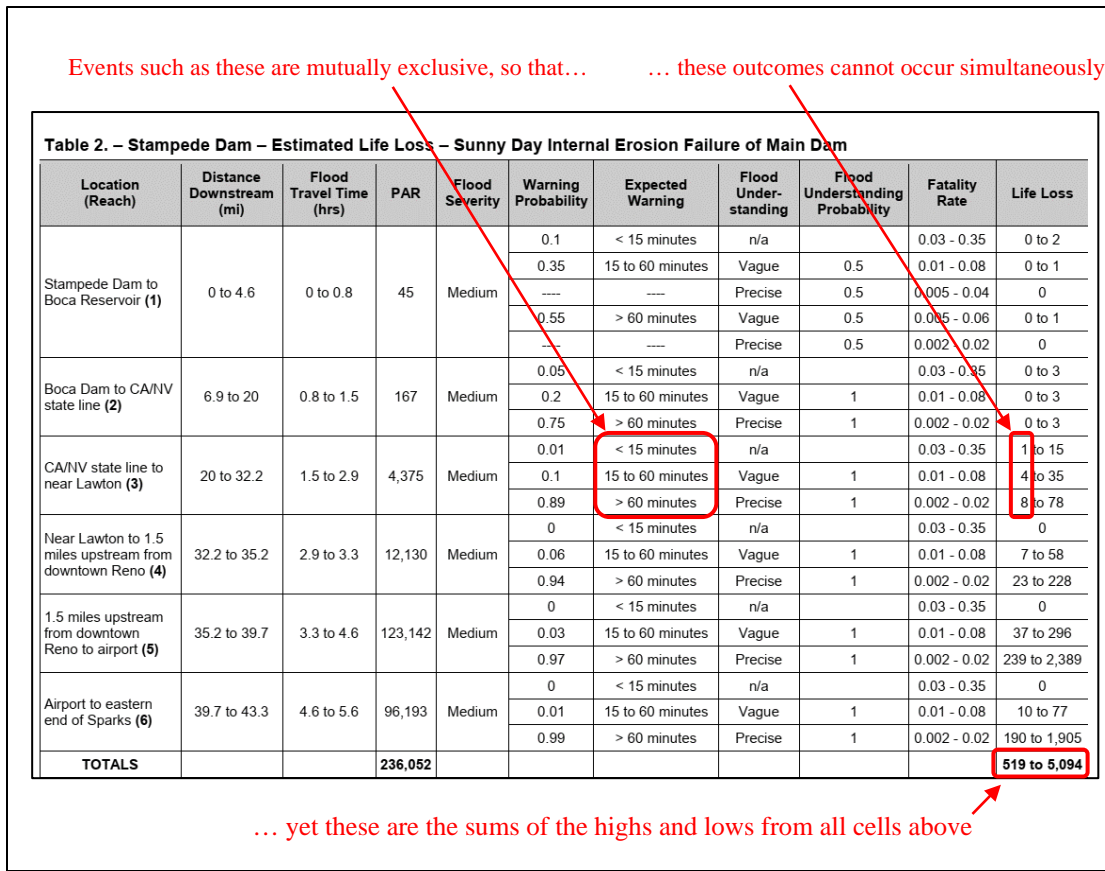 Events such as these are mutually exclusive, so that… … these outcomes cannot occur simultaneously
Table 2. – Stampede Dam – Estimated Life Loss – Sunny Day Internal Erosion Failure of Main Dam
Location (Reach) Distance Downstream (mi) Flood Travel Time (hrs) PAR Flood Severity Warning Probability Expected Warning Flood Under-standing Flood Understanding Probability Fatality Rate Life Loss
Stampede Dam to Boca Reservoir (1) 0 to 4.6 0 to 0.8 45 Medium 0.1 < 15 minutes n/a 0.03 - 0.35 0 to 2
0.35 15 to 60 minutes Vague 0.5 0.01 - 0.08 0 to 1
---- ---- Precise 0.5 0.005 - 0.04 0
0.55 > 60 minutes Vague 0.5 0.005 - 0.06 0 to 1
---- ---- Precise 0.5 0.002 - 0.02 0
Boca Dam to CA/NV state line (2) 6.9 to 20 0.8 to 1.5 167 Medium 0.05 < 15 minutes n/a 0.03 - 0.35 0 to 3
0.2 15 to 60 minutes Vague 1 0.01 - 0.08 0 to 3
0.75 > 60 minutes Precise 1 0.002 - 0.02 0 to 3
CA/NV state line to near Lawton (3) 20 to 32.2 1.5 to 2.9 4,375 Medium 0.01 < 15 minutes n/a 0.03 - 0.35 1 to 15
0.1 15 to 60 minutes Vague 1 0.01 - 0.08 4 to 35
0.89 > 60 minutes Precise 1 0.002 - 0.02 8 to 78
Near Lawton to 1.5 miles upstream from downtown Reno (4) 32.2 to 35.2 2.9 to 3.3 12,130 Medium 0 < 15 minutes n/a 0.03 - 0.35 0
0.06 15 to 60 minutes Vague 1 0.01 - 0.08 7 to 58
0.94 > 60 minutes Precise 1 0.002 - 0.02 23 to 228
1.5 miles upstream from downtown Reno to airport (5) 35.2 to 39.7 3.3 to 4.6 123,142 Medium 0 < 15 minutes n/a 0.03 - 0.35 0
0.03 15 to 60 minutes Vague 1 0.01 - 0.08 37 to 296
0.97 > 60 minutes Precise 1 0.002 - 0.02 239 to 2,389
Airport to eastern end of Sparks (6) 39.7 to 43.3 4.6 to 5.6 96,193 Medium 0 < 15 minutes n/a 0.03 - 0.35 0
0.01 15 to 60 minutes Vague 1 0.01 - 0.08 10 to 77
0.99 > 60 minutes Precise 1 0.002 - 0.02 190 to 1,905
TOTALS 236,052 519 to 5,094
… yet these are the sums of the highs and lows from all cells above